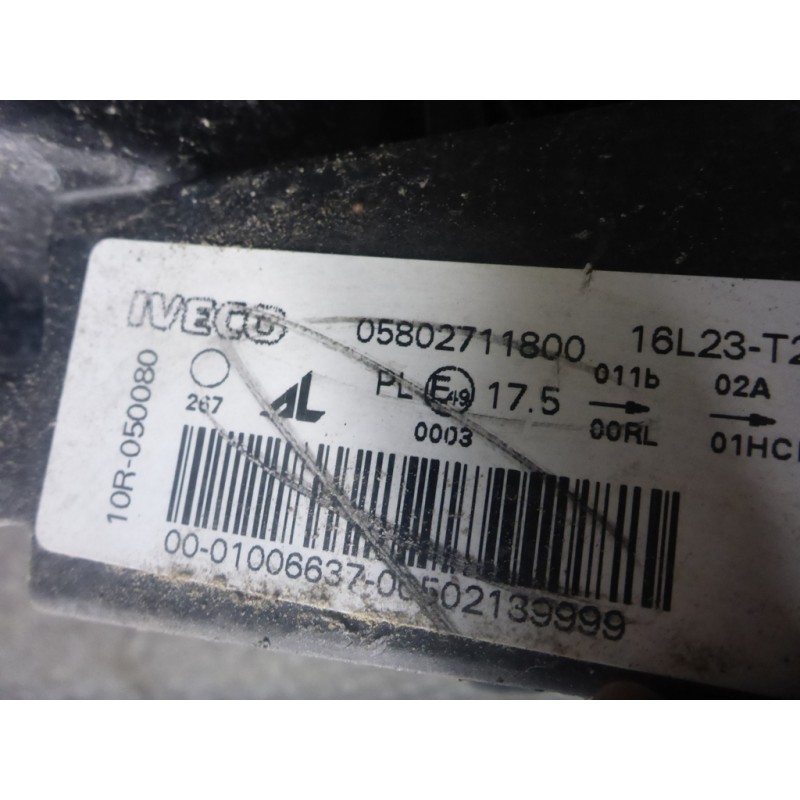 IVECO 05802711800 16L23-T2
10R-050080
267
AL
PL E49 17.5
0003
011b
00RL
02A
01HC
00-01006637-00502139999